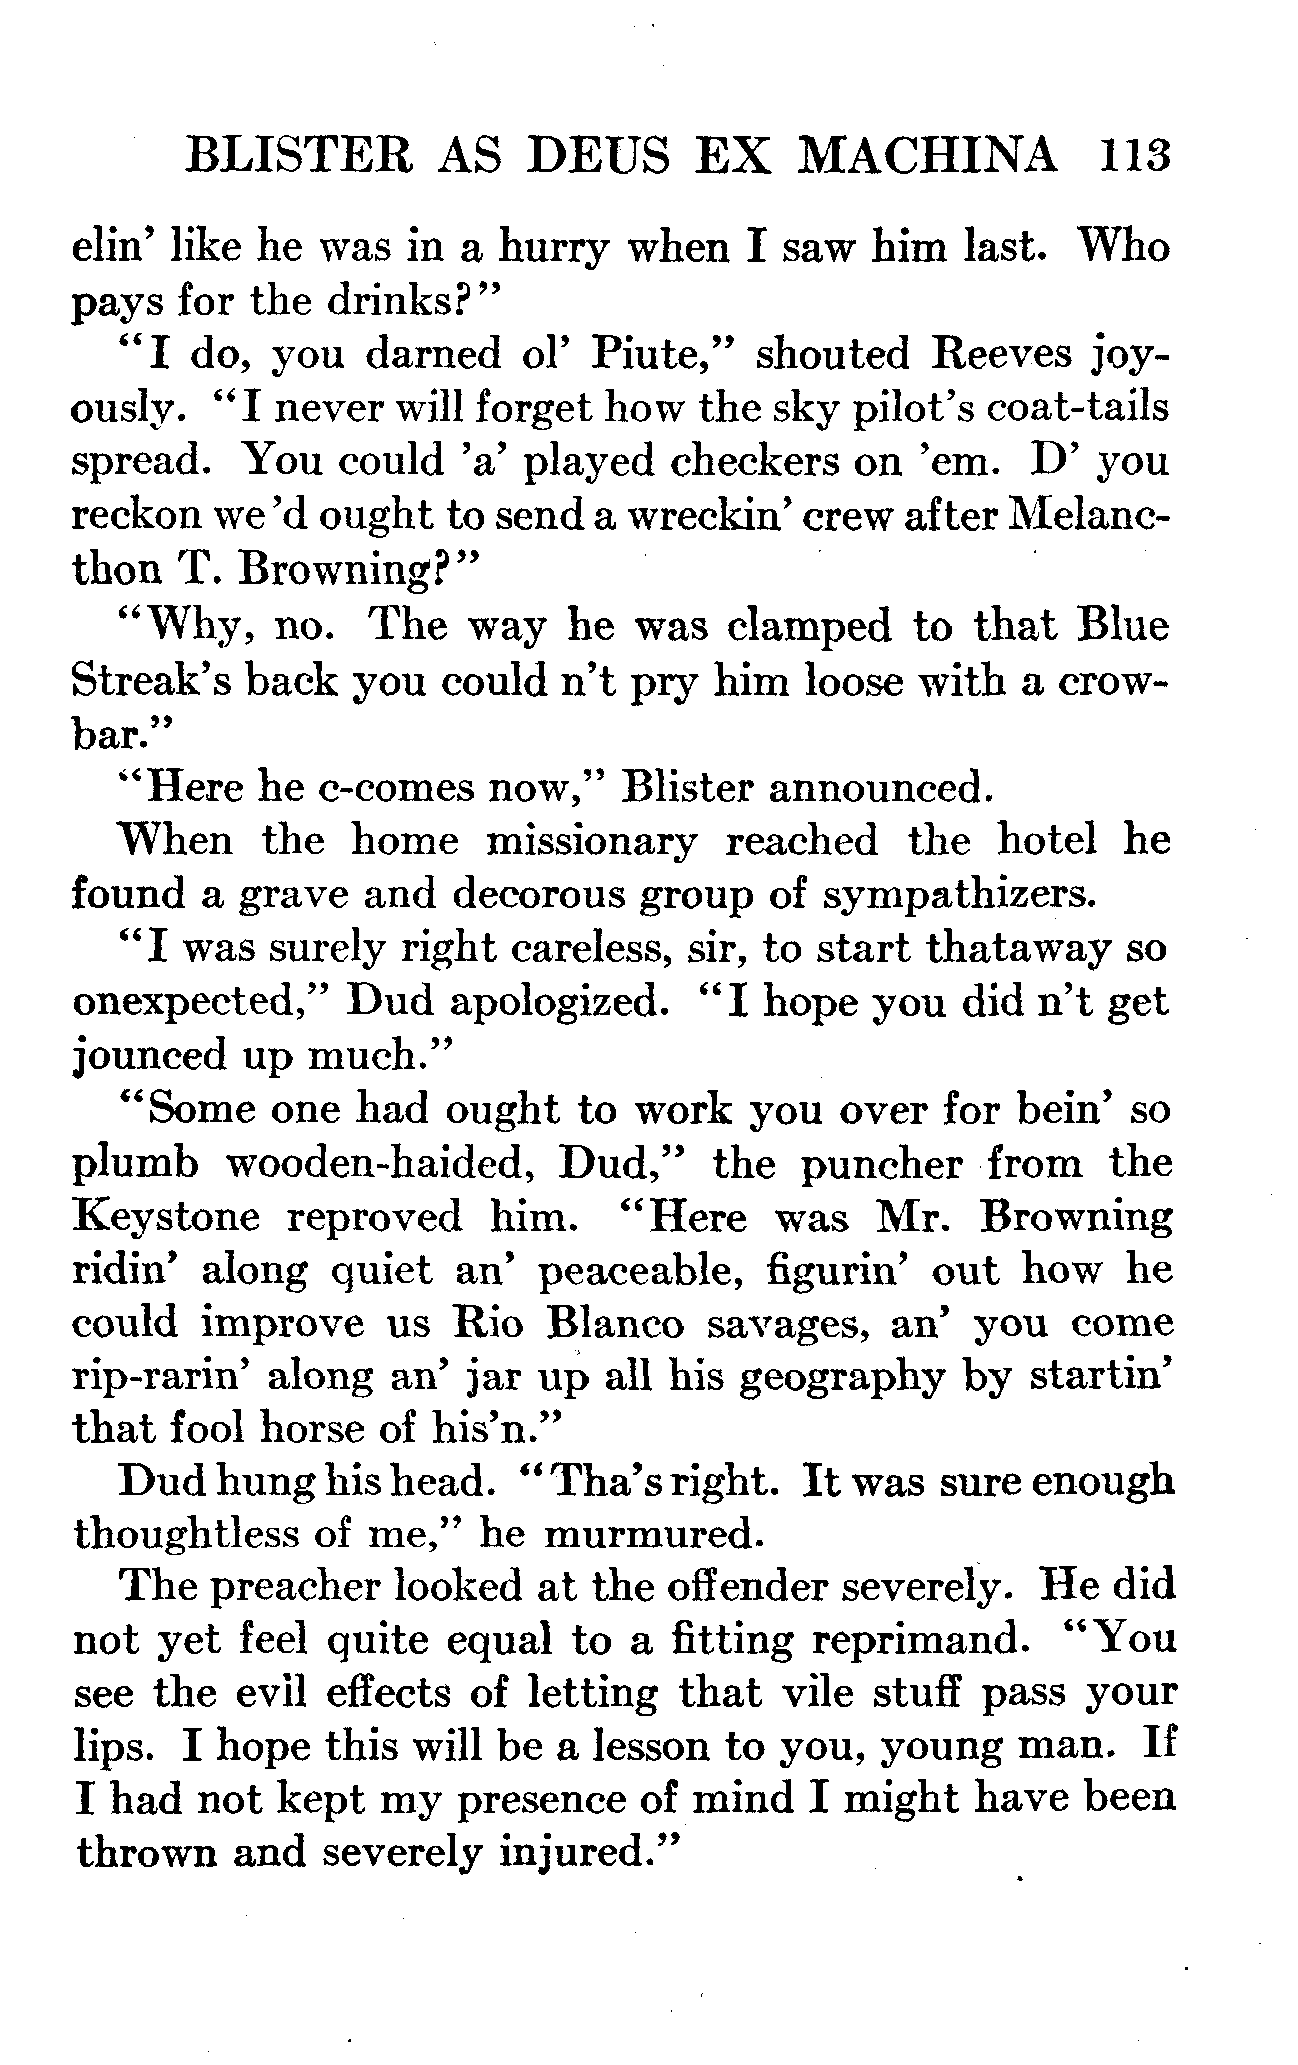 BLISTER AS DEUS EX MACHINA 113
elin' like he was in a hurry when I saw him last. Who
pays for the drinks?"
"I do, you darned ol' Piute," shouted Reeves joy-
ously. "I never will forget how the sky pilot's coat-tails
spread. You could 'a' played checkers on 'em. D' you
reckon we'd ought to send a wreckin' crew after Melanc-
thon T. Browning?"
"Why, no. The way he was clamped to that Blue
Streak's back you could n't pry him loose with a crow-
bar."
"Here he c-comes now," Blister announced.
When the home missionary reached the hotel he
found a grave and decorous group of sympathizers.
"I was surely right careless, sir, to start thataway so
onexpected," Dud apologized. "I hope you did n't get
jounced up much."
"Some one had ought to work you over for bein' so
plumb wooden-haided, Dud," the puncher from the
Keystone reproved him. "Here was Mr. Browning
ridin' along quiet an' peaceable, figurin' out how he
could improve us Rio Blanco savages, an' you come
rip-rarin' along an' jar up all his geography by startin'
that fool horse of his'n."
Dud hung his head. "Tha's right. It was sure enough
thoughtless of me," he murmured.
The preacher looked at the offender severely. He did
not yet feel quite equal to a fitting reprimand. "You
see the evil effects of letting that vile stuff pass your
lips. I hope this will be a lesson to you, young man. If
I had not kept my presence of mind I might have been
thrown and severely injured."